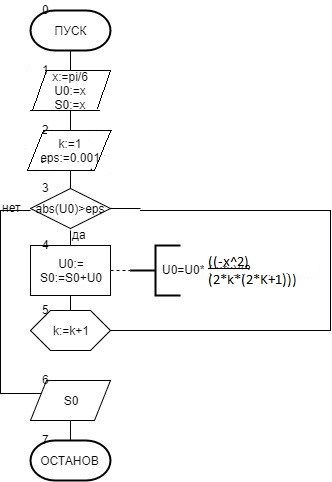 0
ПУСК
1
x:=pi/6
U0:=x
S0:=x
2
k:=1
eps:=0.001
3
нет
abs(U0)>eps
да
4
U0:=
S0:=S0+U0
U0=U0*
((-x^2)
(2*k*(2*K+1)))
5
k:=k+1
6
S0
7
ОСТАНОВ